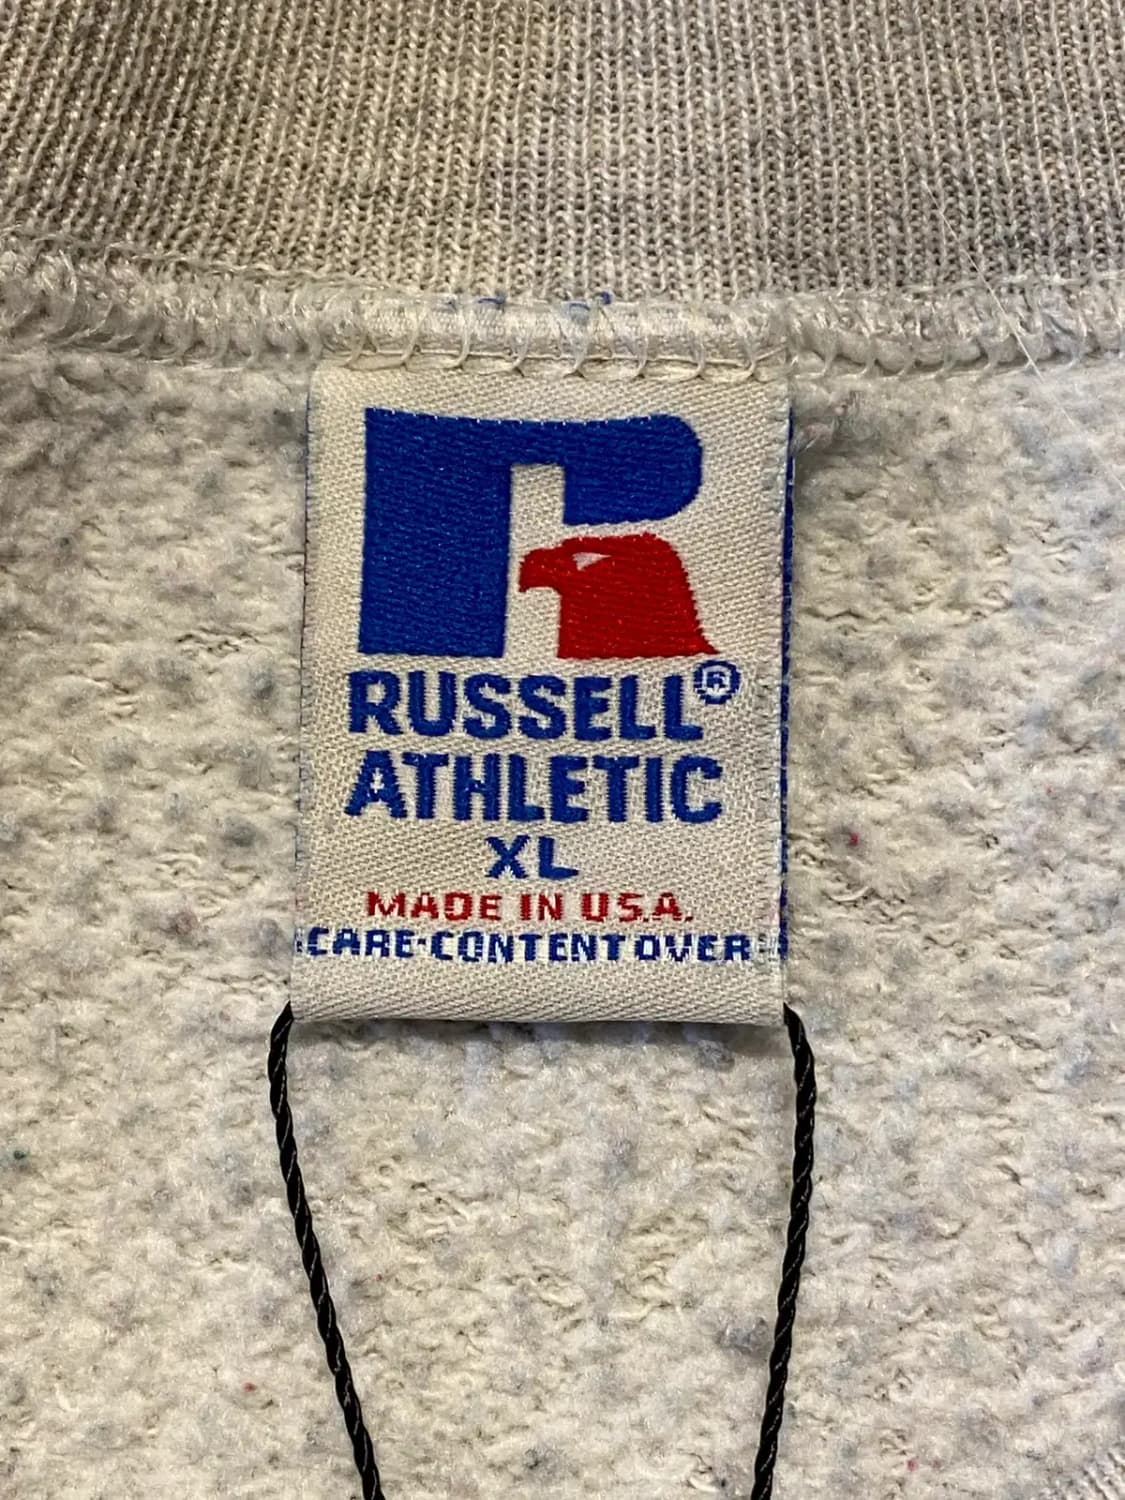 RUSSELL®
ATHLETIC
XL
MADE IN U.S.A.
CARE·CONTENT OVER